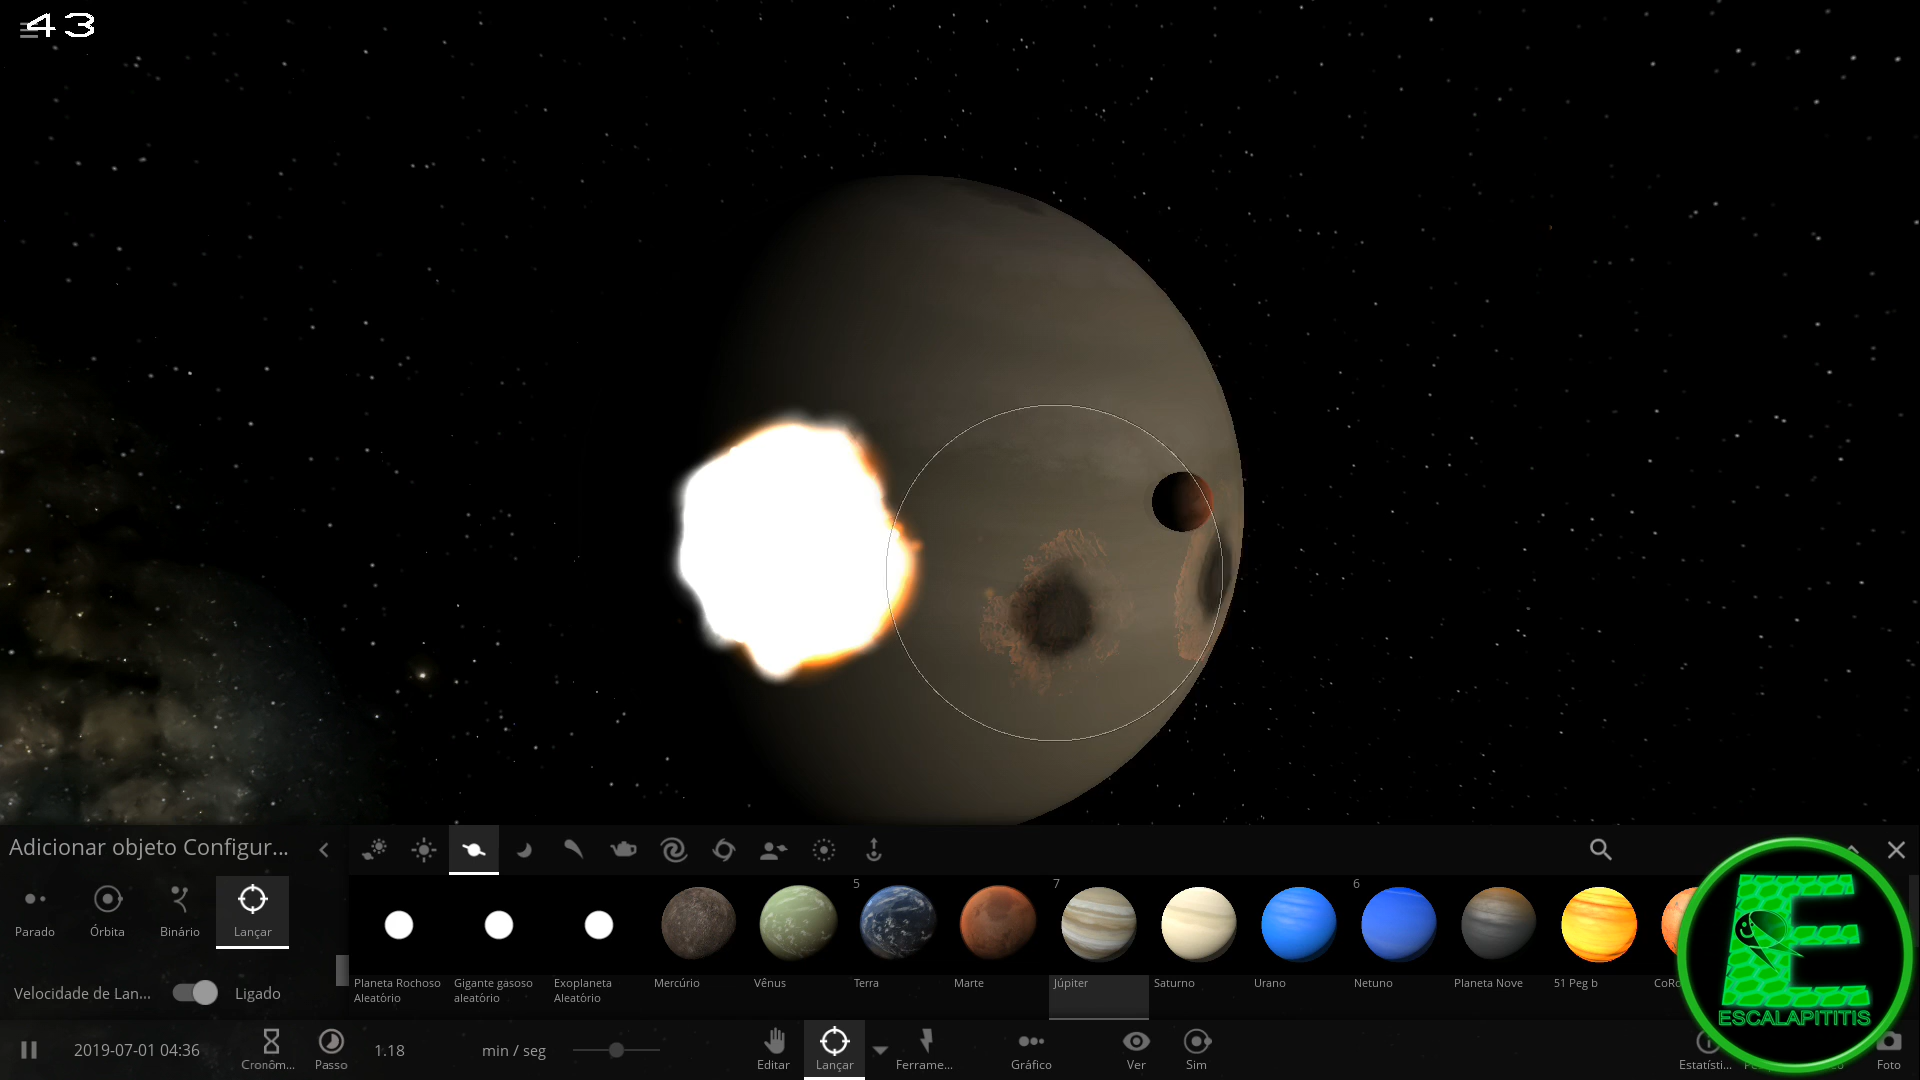 43
Adicionar objeto Configur...
Parado
Órbita
Binário
Lançar
Velocidade de Lan...
Ligado
Planeta Rochoso
Aleatório
Gigante gasoso
aleatório
Exoplaneta
Aleatório
Mercúrio
Vênus
5
Terra
Marte
7
Júpiter
Saturno
Urano
6
Netuno
Planeta Nove
51 Peg b
ESCALAPITITIS
2019-07-01 04:36
Cronôm...
Passo
1.18
min / seg
Editar
Lançar
Ferrame...
Gráfico
Ver
Sim
Estatísti...
Foto